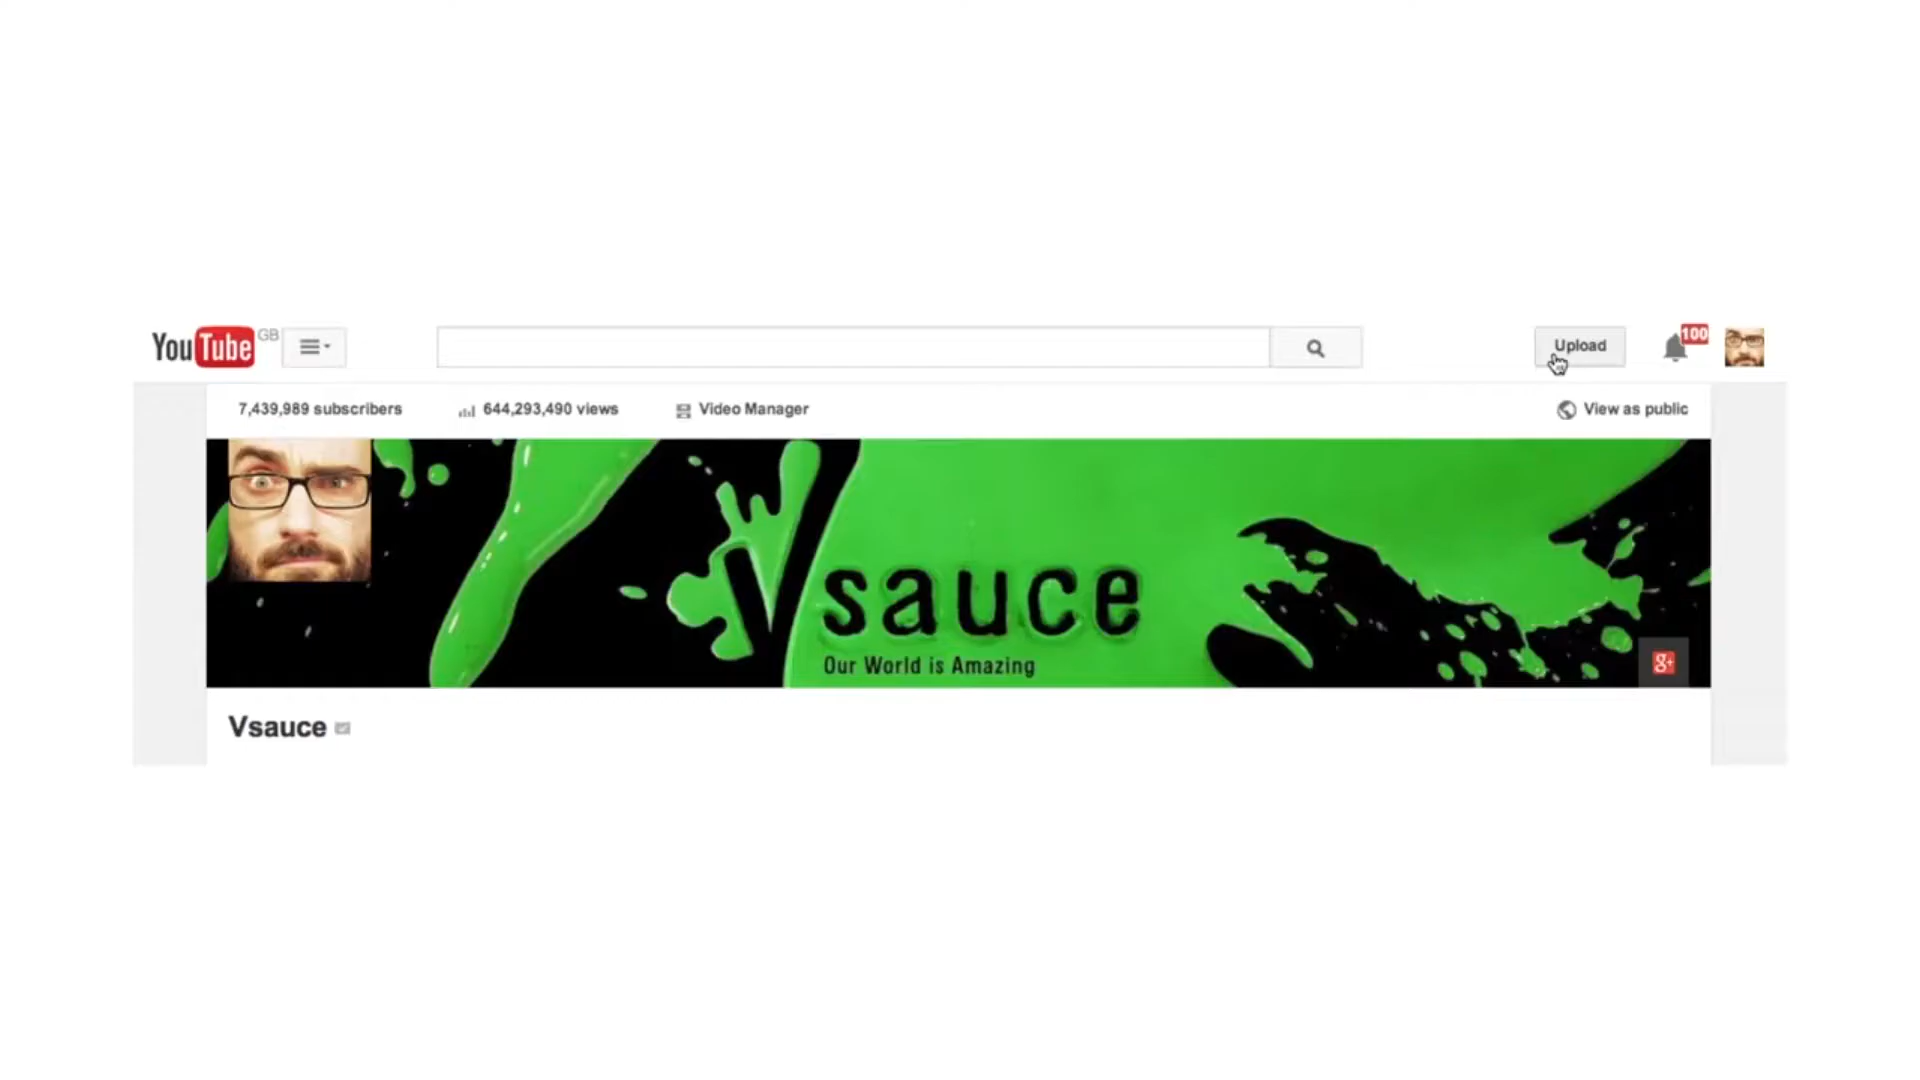 YouTube GB
Upload
100
7,439,989 subscribers
644,293,490 views
Video Manager
View as public
Vsauce
Our World is Amazing
g+
Vsauce